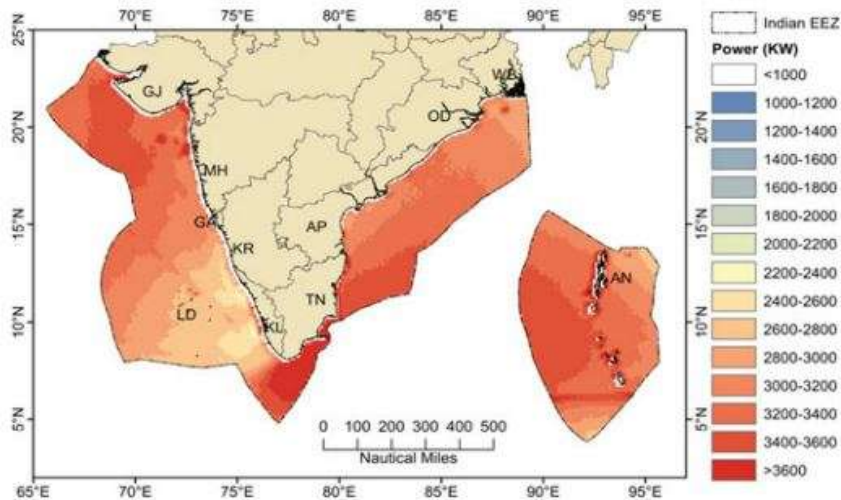 65°E 70°E 75°E 80°E 85°E 90°E 95°E
25°N
20°N
15°N
10°N
5°N
GJ
WB
OD
MH
GA
AP
KR
AN
TN
LD
KL
0 100 200 300 400 500
Nautical Miles
25°N
20°N
15°N
10°N
5°N
65°E 70°E 75°E 80°E 85°E 90°E 95°E
Indian EEZ
Power (KW)
<1000
1000-1200
1200-1400
1400-1600
1600-1800
1800-2000
2000-2200
2200-2400
2400-2600
2600-2800
2800-3000
3000-3200
3200-3400
3400-3600
>3600